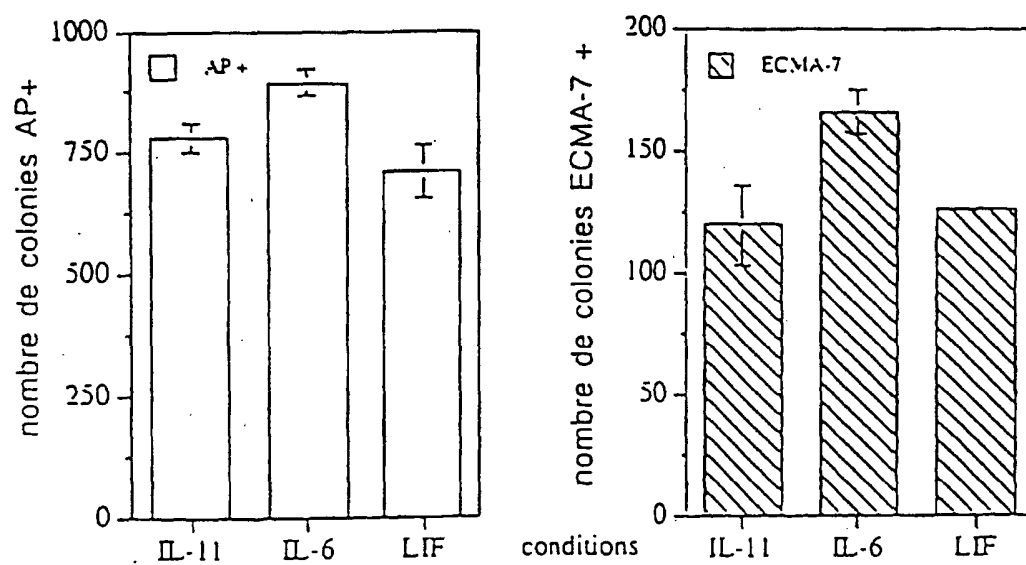 nombre de colonies AP+
1000
750
500
250
0
AP+
IL-11 IL-6 LIF
conditions
nombre de colonies ECMA-7 +
200
150
100
50
0
ECMA-7
IL-11 IL-6 LIF